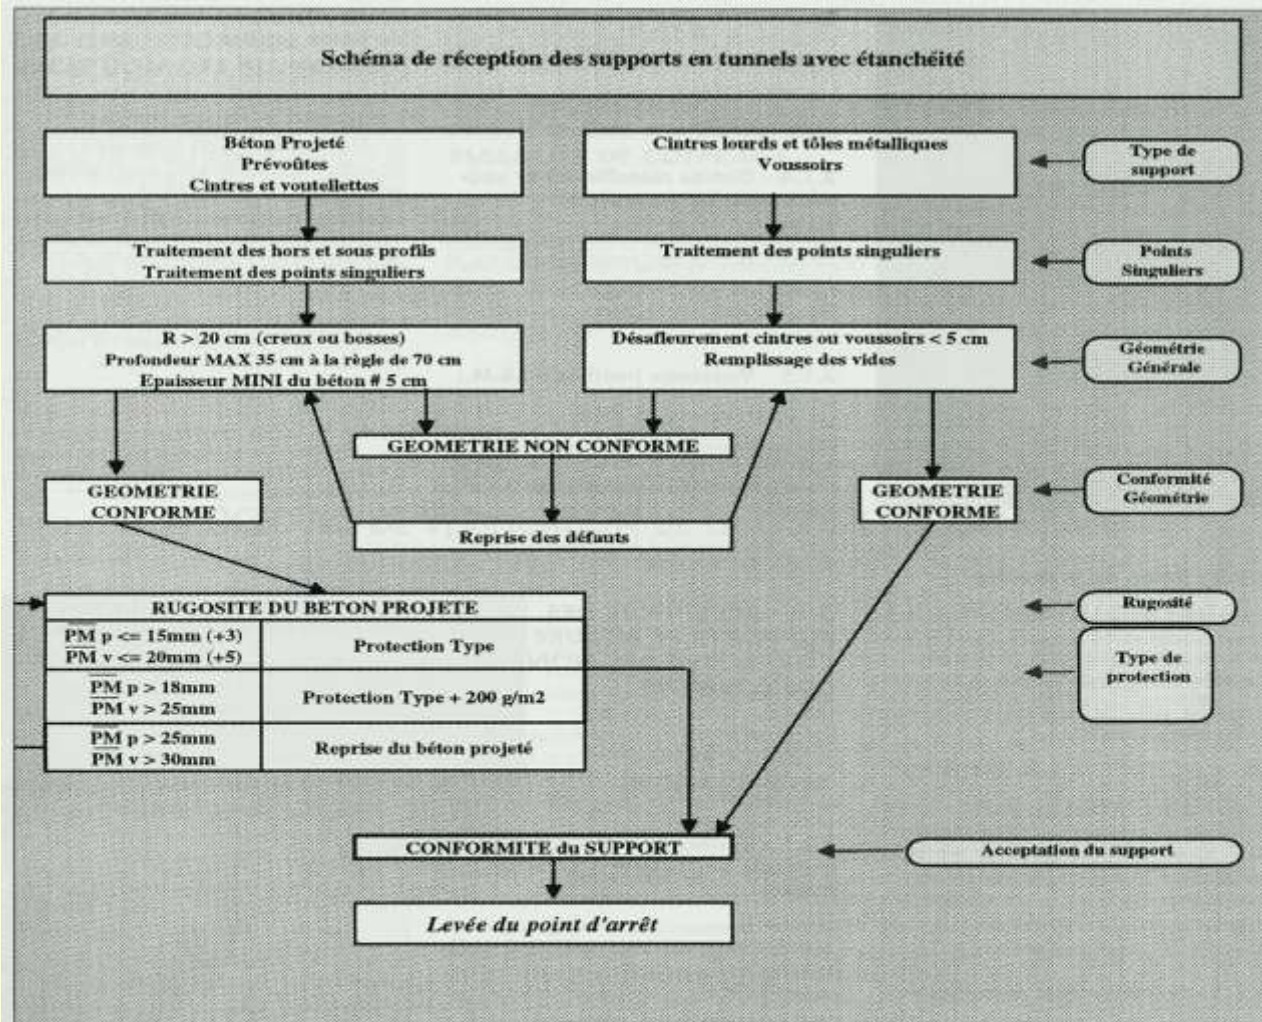 Schéma de réception des supports en tunnels avec étanchéité
Béton Projeté
Prévoûtes
Cintres et voutellettes
Cintres lourds et tôles métalliques
Voussoirs
Type de
support
Traitement des hors et sous profils
Traitement des points singuliers
Traitement des points singuliers
Points
Singuliers
R > 20 cm (creux ou bosses)
Profondeur MAX 35 cm à la règle de 70 cm
Epaisseur MINI du béton # 5 cm
Désafleurement cintres ou voussoirs < 5 cm
Remplissage des vides
Géométrie
Générale
GEOMETRIE NON CONFORME
GEOMETRIE
CONFORME
GEOMETRIE
CONFORME
Conformité
Géométrie
Reprise des défauts
RUGOSITE DU BETON PROJETE
Rugosité
PM p <= 15mm (+3)
PM v <= 20mm (+5)
Protection Type
Type de
protection
PM p > 18mm
PM v > 25mm
Protection Type + 200 g/m2
PM p > 25mm
PM v > 30mm
Reprise du béton projeté
CONFORMITE du SUPPORT
Acceptation du support
Levée du point d'arrêt